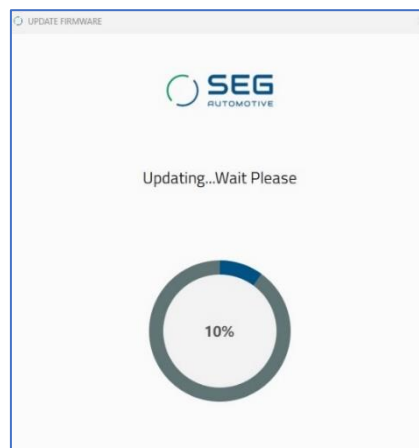 UPDATE FIRMWARE
SEG
AUTOMOTIVE
Updating...Wait Please
10%